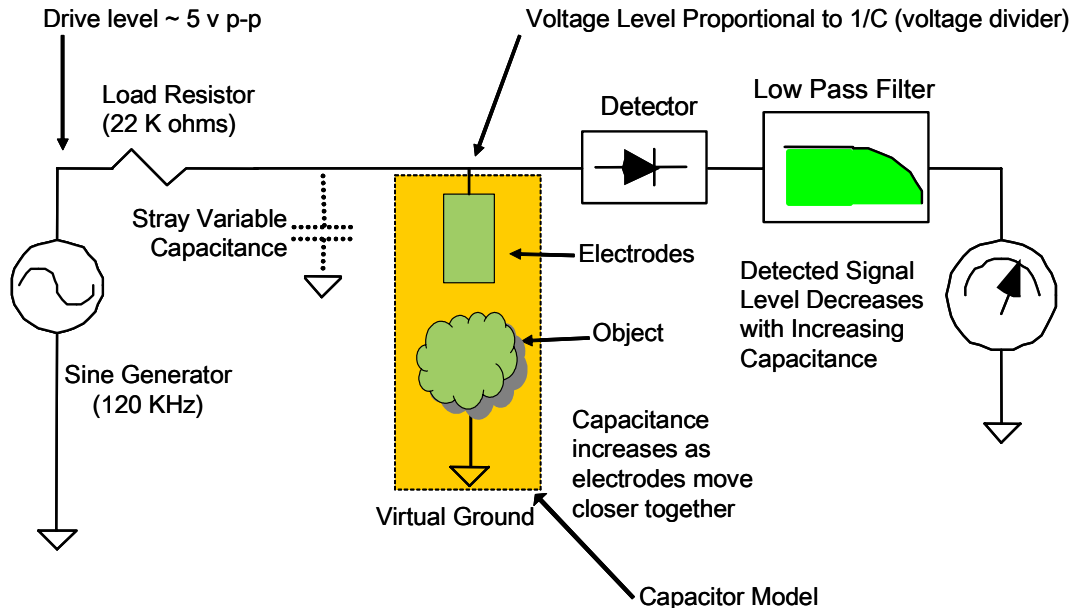 Drive level ~ 5 v p-p
Voltage Level Proportional to 1/C (voltage divider)
Load Resistor
(22 K ohms)
Detector
Low Pass Filter
Stray Variable
Capacitance
Electrodes
Detected Signal
Level Decreases
with Increasing
Capacitance
Object
Sine Generator
(120 KHz)
Capacitance
increases as
electrodes move
closer together
Virtual Ground
Capacitor Model